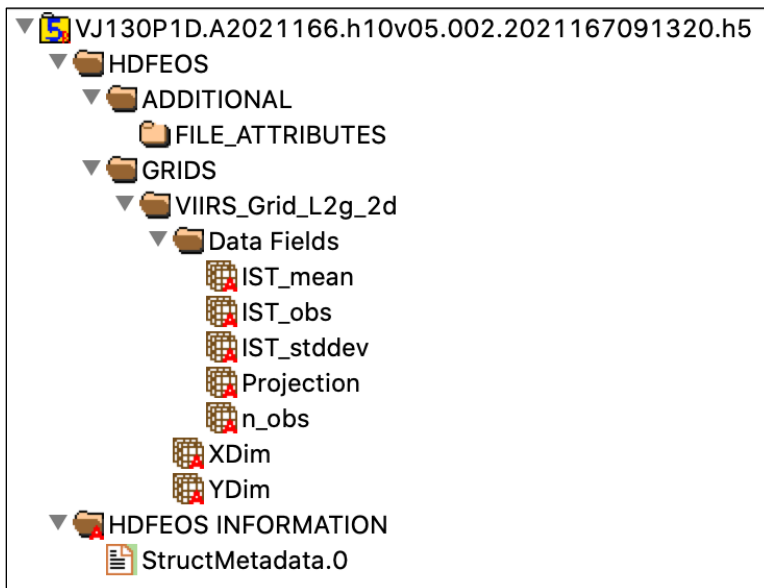 VJ130P1D.A2021166.h10v05.002.2021167091320.h5
HDFEOS
ADDITIONAL
FILE_ATTRIBUTES
GRIDS
VIIRS_Grid_L2g_2d
Data Fields
IST_mean
IST_obs
IST_stddev
Projection
n_obs
XDim
YDim
HDFEOS INFORMATION
StructMetadata.0